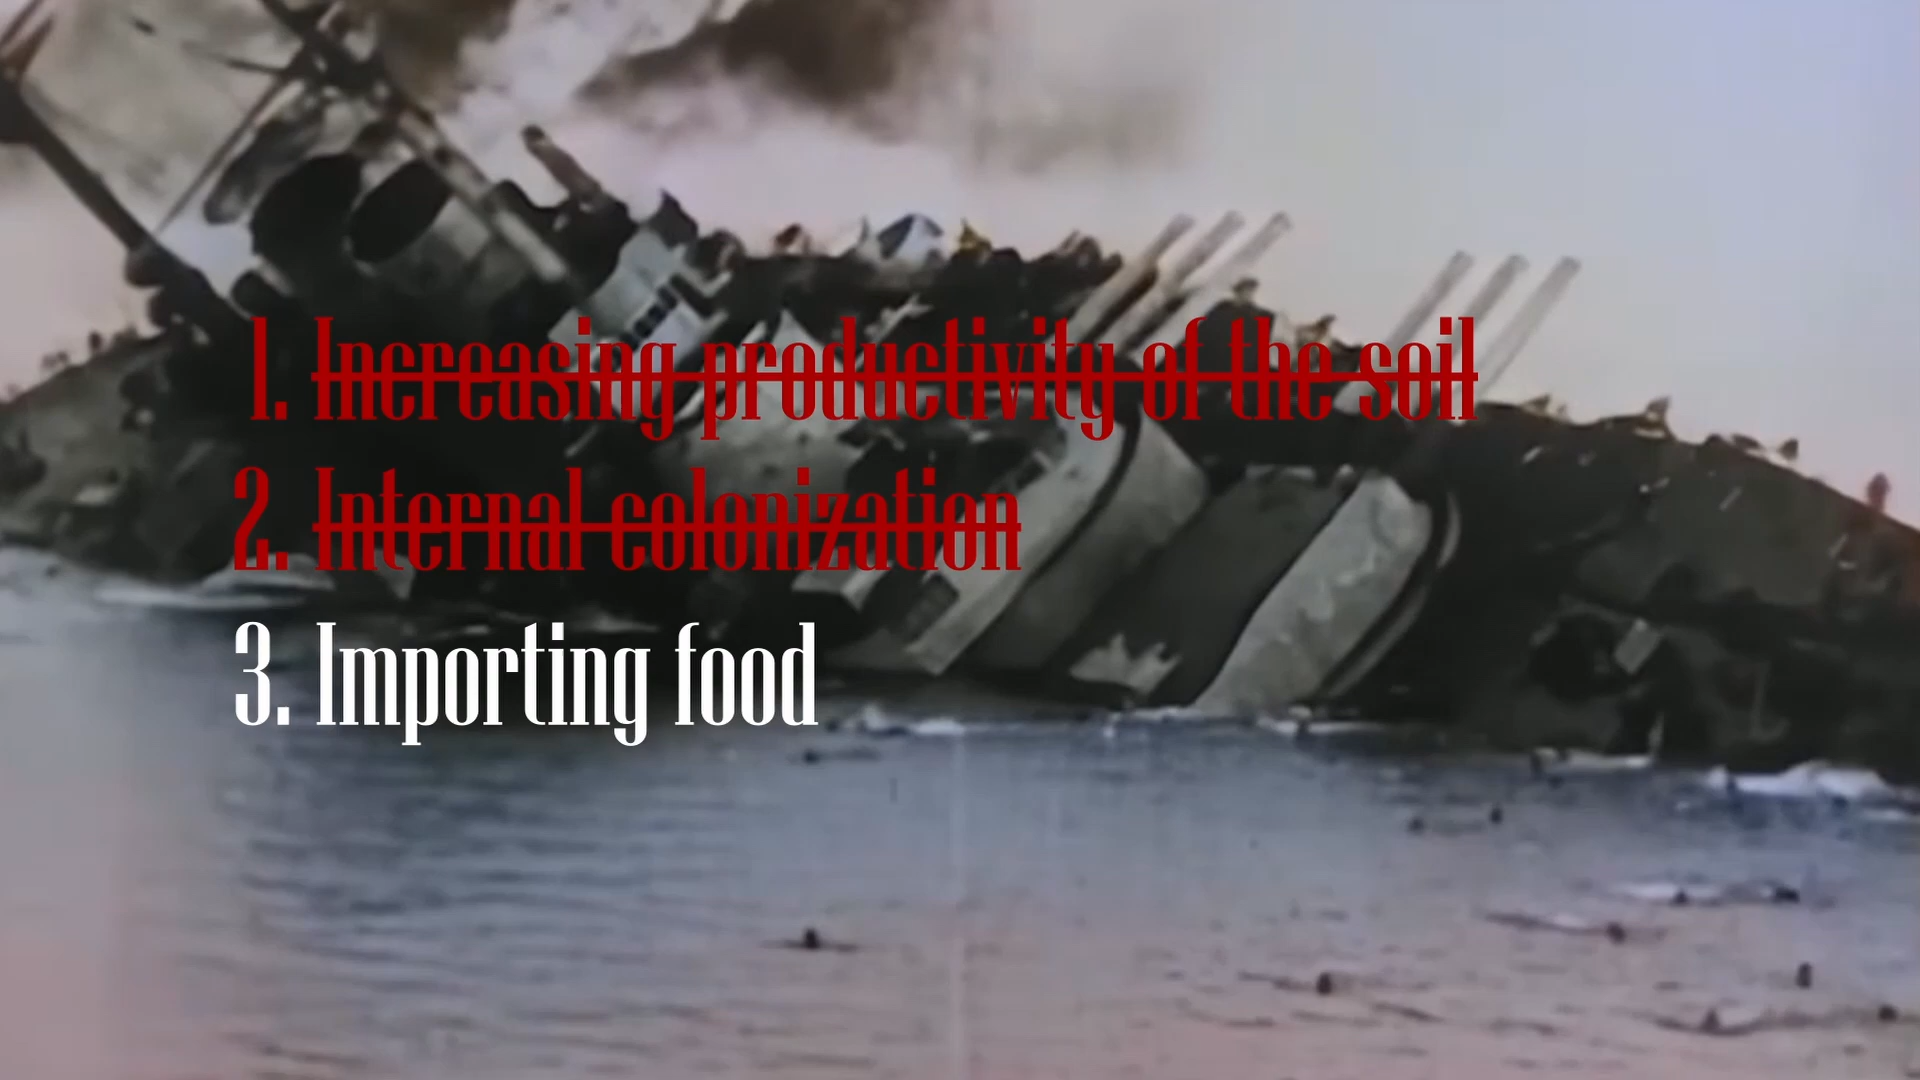 1. Increasing productivity of the soil
2. Internal colonization
3. Importing food